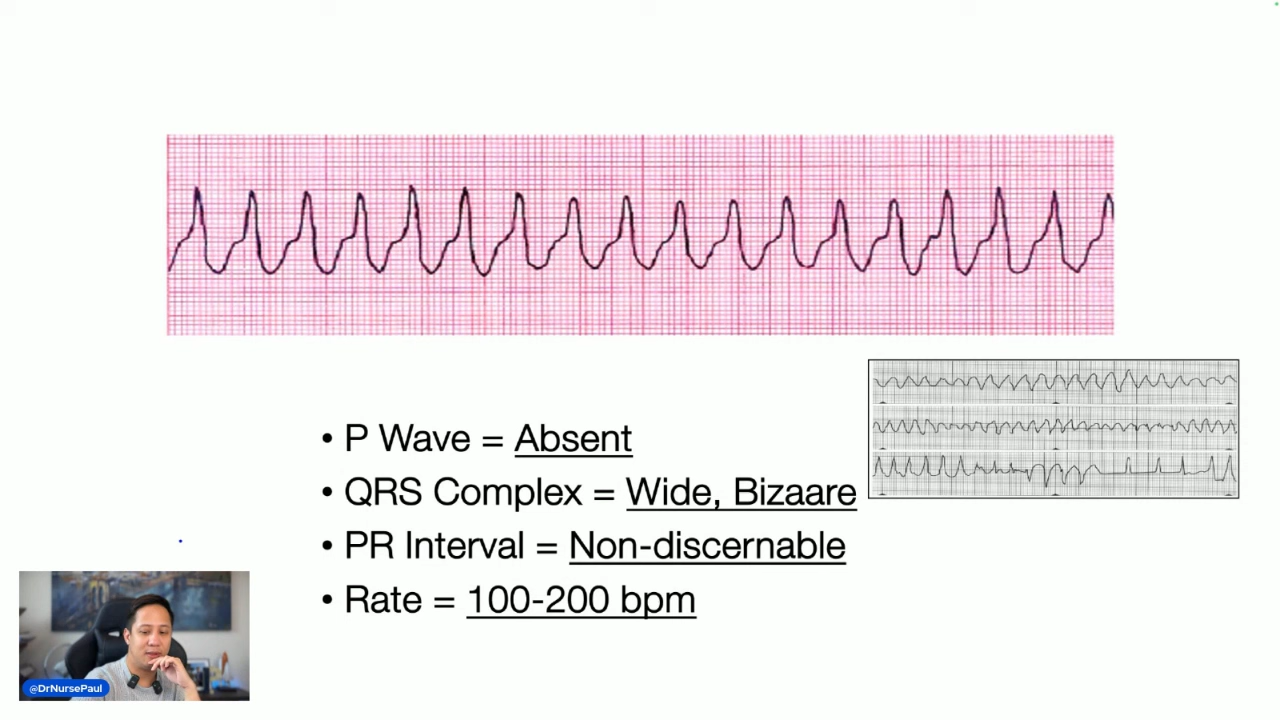 • P Wave = Absent
• QRS Complex = Wide, Bizaare
• PR Interval = Non-discernable
• Rate = 100-200 bpm
@DrNursePaul